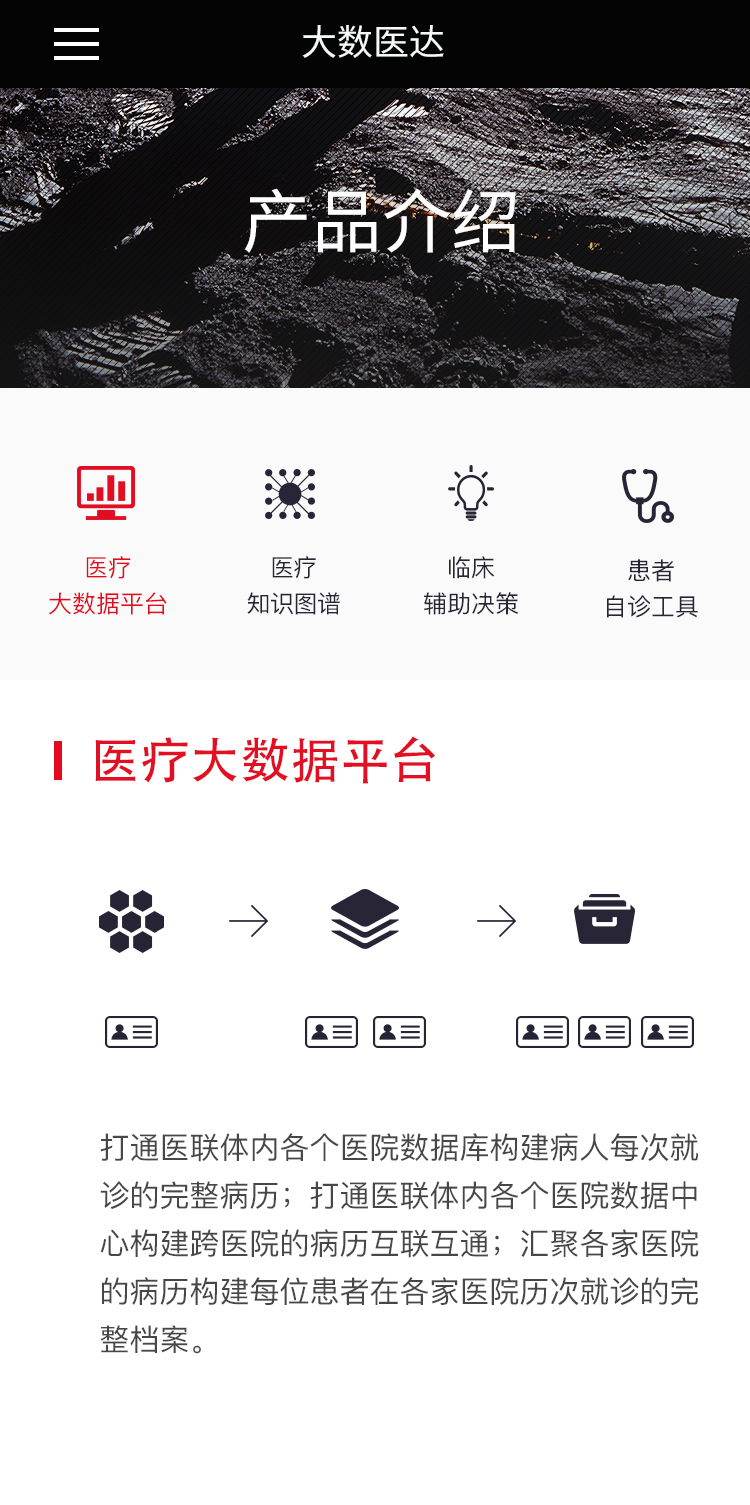 大数医达
产品介绍
医疗
大数据平台
医疗
知识图谱
临床
辅助决策
患者
自诊工具
医疗大数据平台
打通医联体内各个医院数据库构建病人每次就
诊的完整病历；打通医联体内各个医院数据中
心构建跨医院的病历互联互通；汇聚各家医院
的病历构建每位患者在各家医院历次就诊的完
整档案。